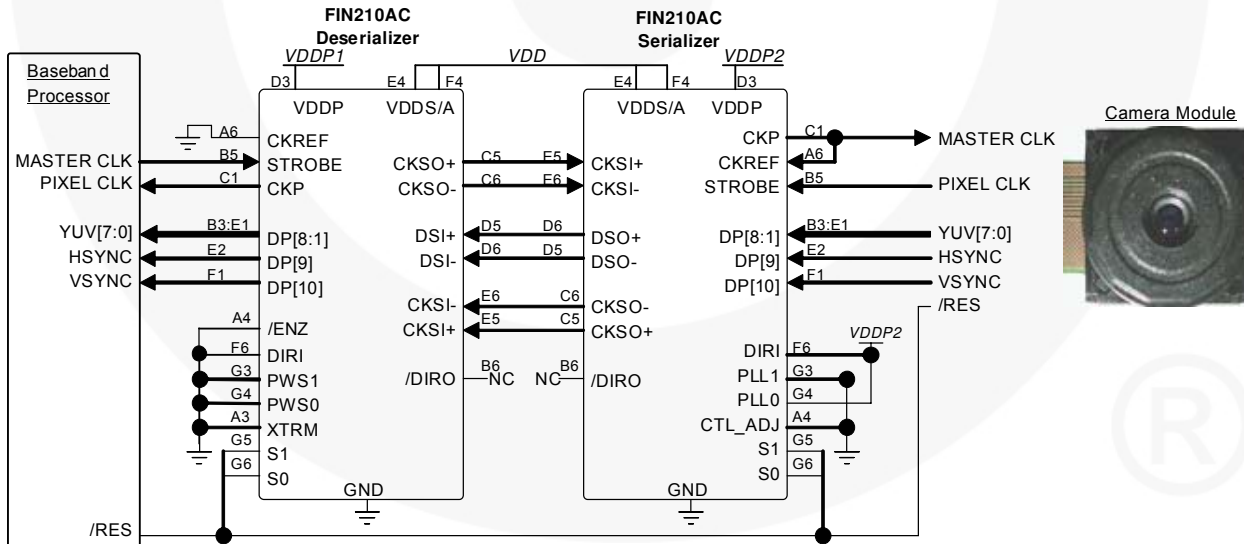 FIN210AC
Deserializer
FIN210AC
Serializer
VDDP1
VDD
VDDP2
D3
E4
F4
E4
F4
D3
Baseband
Processor
VDDP
VDDS/A
VDDS/A
VDDP
Camera Module
A6
CKREF
CKP
C1
MASTER CLK
MASTER CLK
B5
STROBE
CKSO+
C5
E5
CKSI+
CKREF
A6
PIXEL CLK
C1
CKP
CKSO-
C6
E6
CKSI-
STROBE
B5
PIXEL CLK
YUV[7:0]
B3:E1
DP[8:1]
DSI+
D5
D6
DSO+
DP[8:1]
B3:E1
YUV[7:0]
HSYNC
E2
DP[9]
DSI-
D6
D5
DSO-
DP[9]
E2
HSYNC
VSYNC
F1
DP[10]
CKSI-
E6
C6
CKSO-
DP[10]
F1
VSYNC
CKSI+
E5
C5
CKSO+
/RES
A4
/ENZ
VDDP2
F6
DIRI
/DIRO
B6
NC
NC
B6
/DIRO
DIRI
F6
G3
PWS1
PLL1
G3
G4
PWS0
PLL0
G4
A3
XTRM
CTL_ADJ
A4
G5
S1
S1
G5
G6
S0
S0
G6
GND
GND
/RES
®